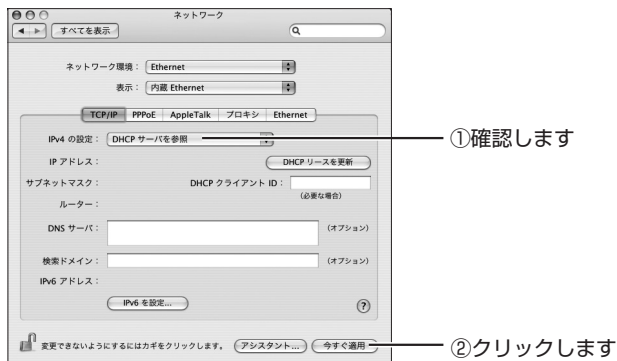 ネットワーク
すべてを表示
ネットワーク環境： Ethernet
表示： 内蔵 Ethernet
TCP/IP PPPoE AppleTalk プロキシ Ethernet
IPv4 の設定： DHCP サーバを参照
①確認します
IP アドレス： DHCP リースを更新
サブネットマスク： DHCP クライアント ID：
(必要な場合)
ルーター：
DNS サーバ： (オプション)
検索ドメイン： (オプション)
IPv6 アドレス：
IPv6 を設定... ?
変更できないようにするにはカギをクリックします。 アシスタント... 今すぐ適用
②クリックします